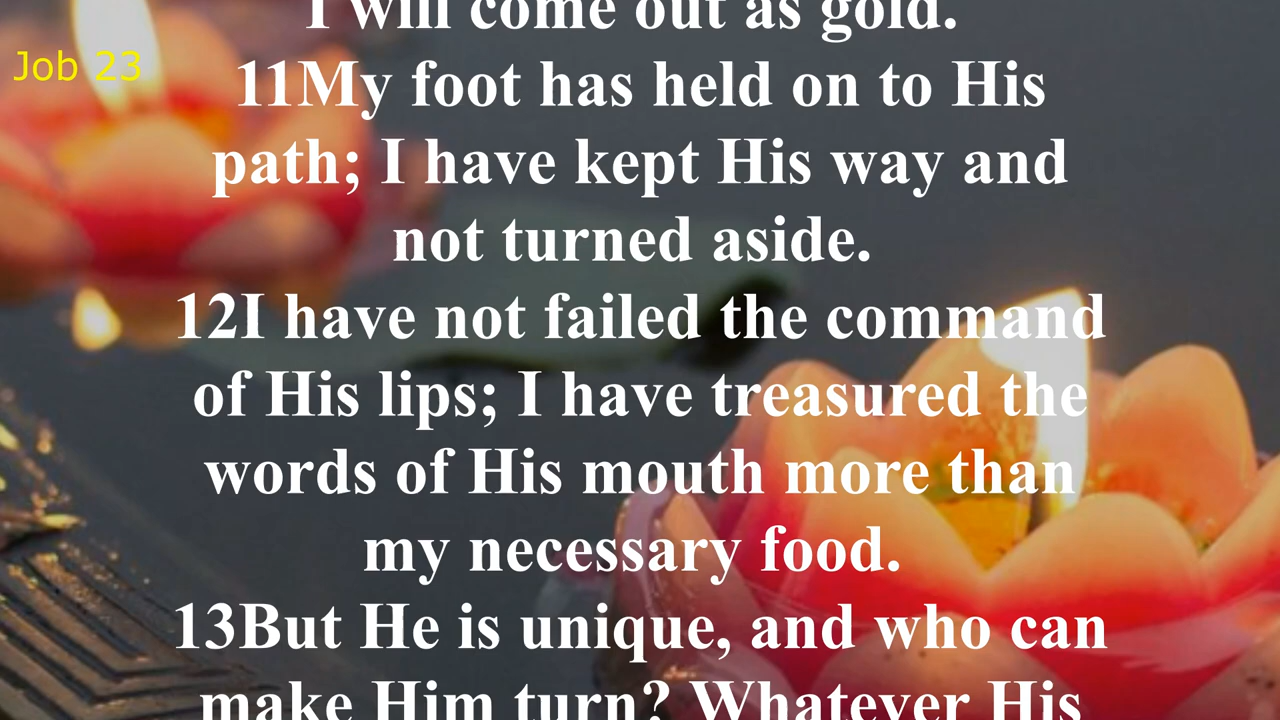 I will come out as gold.
Job 23
11My foot has held on to His
path; I have kept His way and
not turned aside.
12I have not failed the command
of His lips; I have treasured the
words of His mouth more than
my necessary food.
13But He is unique, and who can
make Him turn? Whatever His